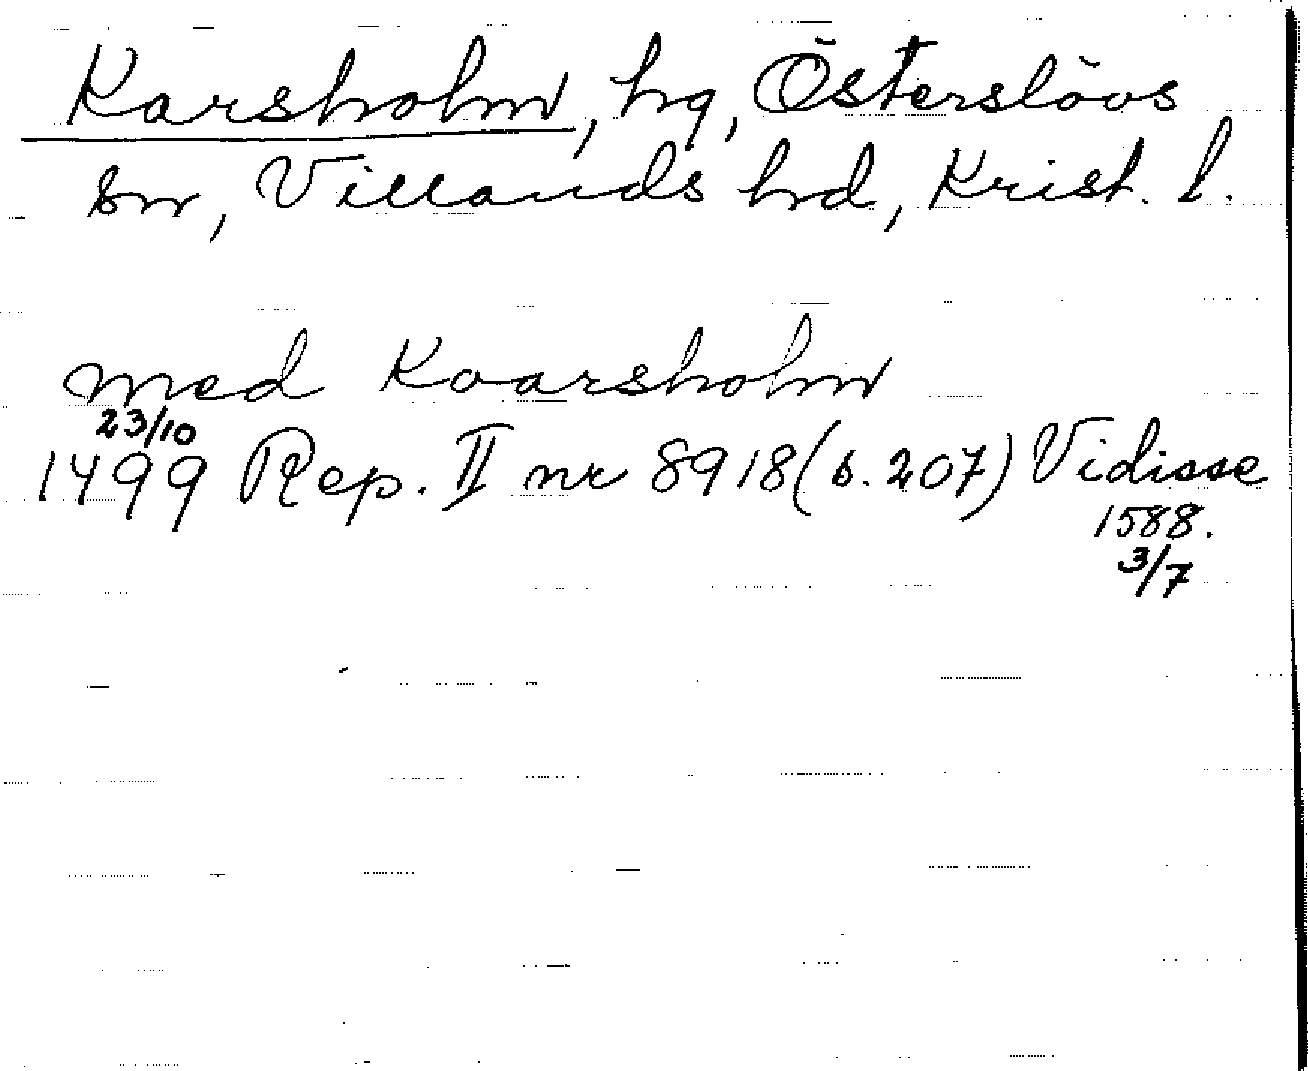 Karsholm, hg, Österslövs
sn, Villands hd, Krist. l.
med Kaarsholm
23/10
1499 Rep. II nr 8918 (s. 207) Vidisse
1588.
3/7